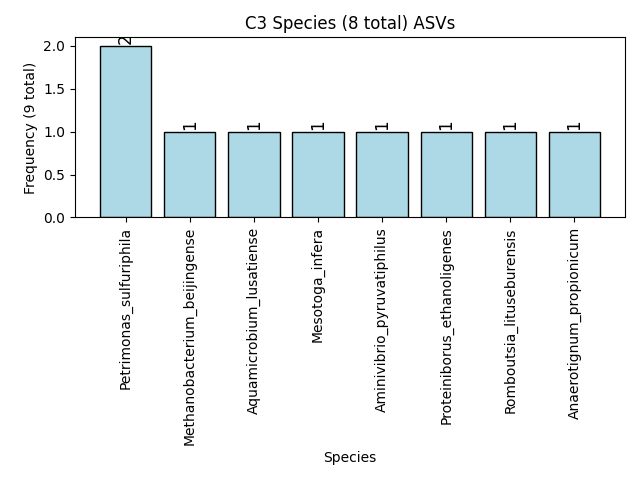 C3 Species (8 total) ASVs
Frequency (9 total)
2.0
1.5
1.0
0.5
0.0
2
1
1
1
1
1
1
1
Petrimonas_sulfuriphila
Methanobacterium_beijingense
Aquamicrobium_lusatiense
Mesotoga_infera
Aminivibrio_pyruvatiphilus
Proteiniborus_ethanoligenes
Romboutsia_lituseburensis
Anaerotignum_propionicum
Species